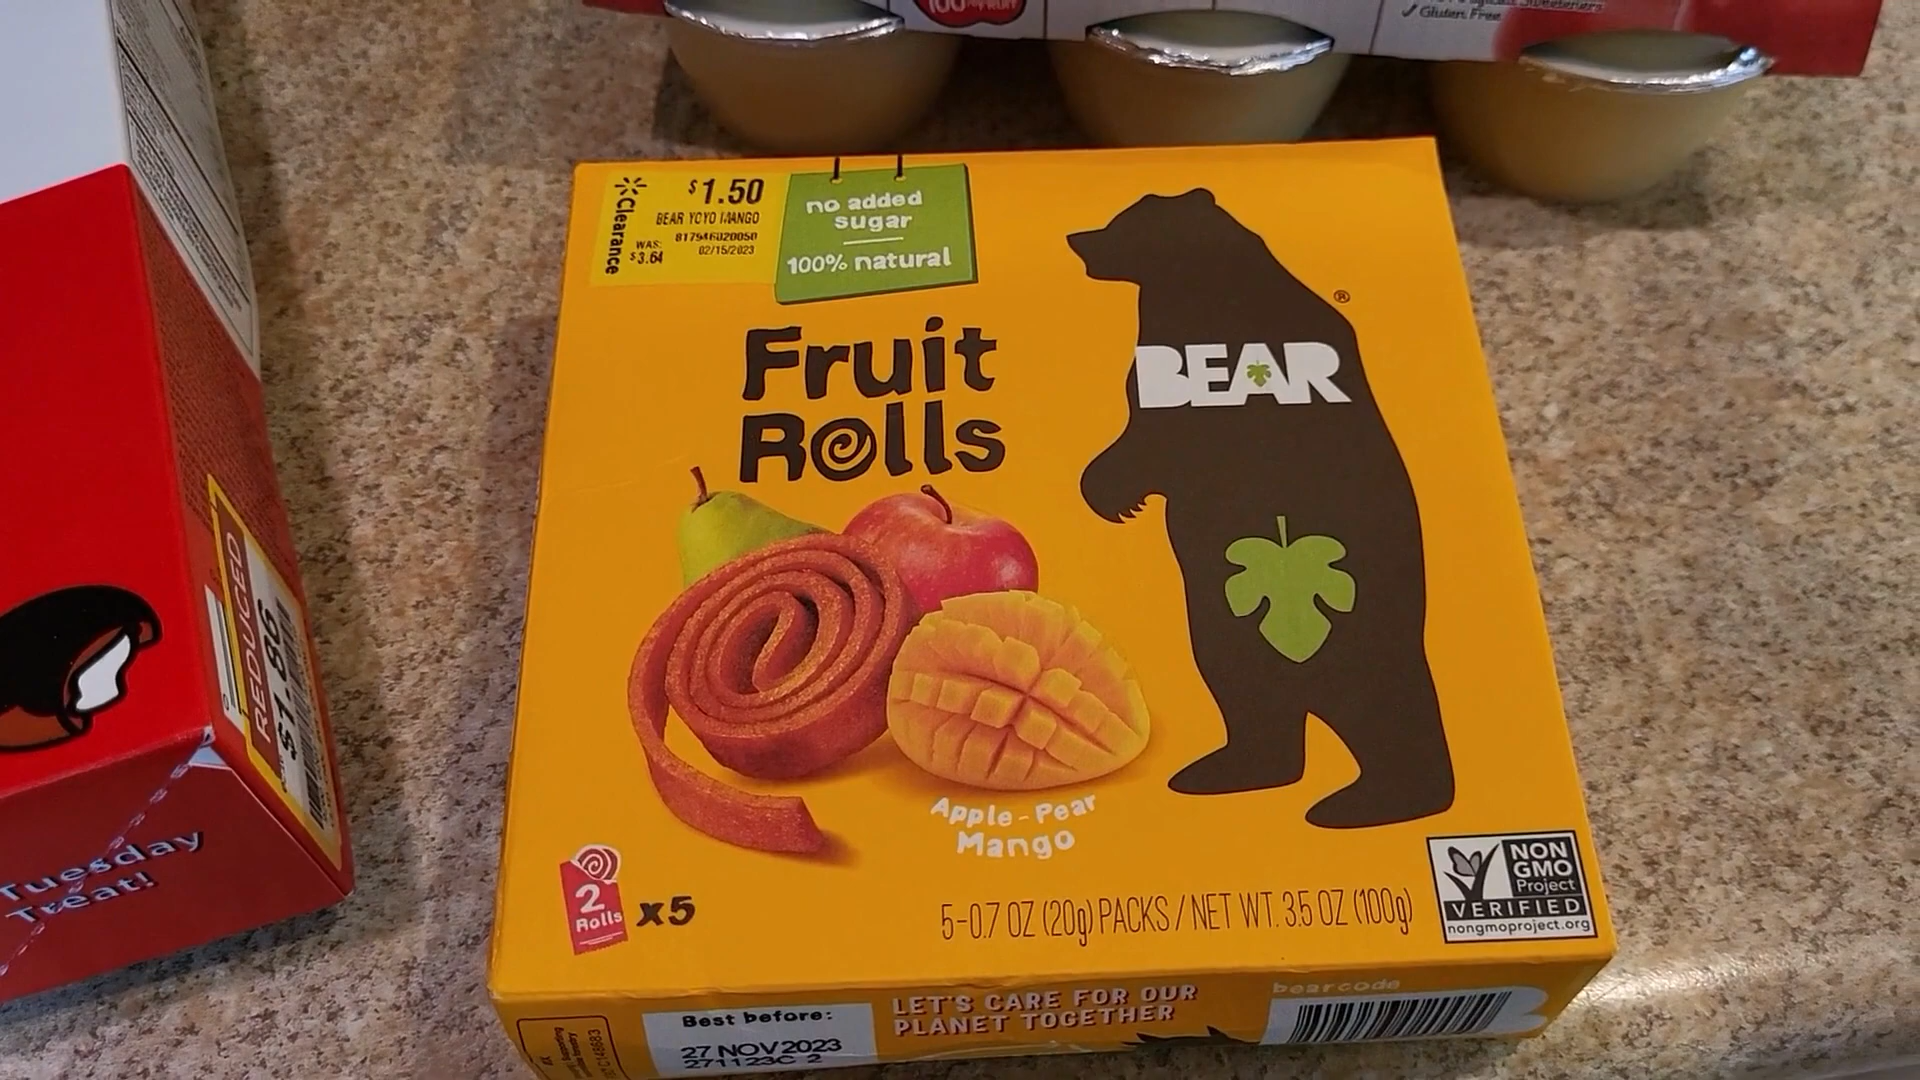 100% FRUIT
✓ Gluten Free
Clearance
$1.50
BEAR YOYO MANGO
817946020050
WAS:
$3.64
02/15/2023
no added
sugar
100% natural
Fruit
Rolls
BEAR
®
Apple-Pear
Mango
2
Rolls
x5
5-0.7 OZ (20g) PACKS / NET WT. 3.5 OZ (100g)
NON
GMO
Project
VERIFIED
nongmoproject.org
Best before:
27 NOV 2023
271123C 2
LET'S CARE FOR OUR
PLANET TOGETHER
bearcode
REDUCED
$1.86
Tuesday
Treat!